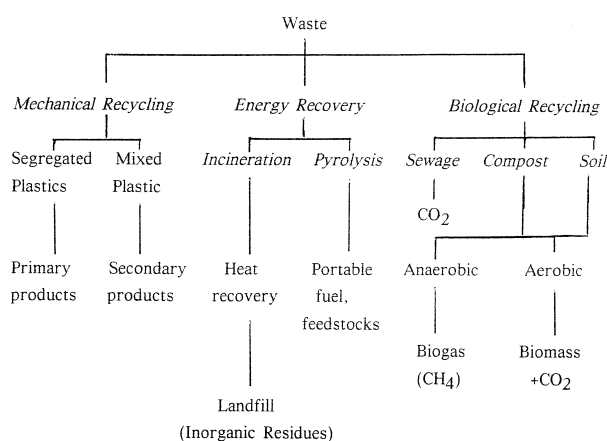 Waste
Mechanical Recycling
Energy Recovery
Biological Recycling
Segregated
Plastics
Mixed
Plastic
Incineration
Pyrolysis
Sewage
Compost
Soil
CO2
Primary
products
Secondary
products
Heat
recovery
Portable
fuel,
feedstocks
Anaerobic
Aerobic
Biogas
(CH4)
Biomass
+CO2
Landfill
(Inorganic Residues)